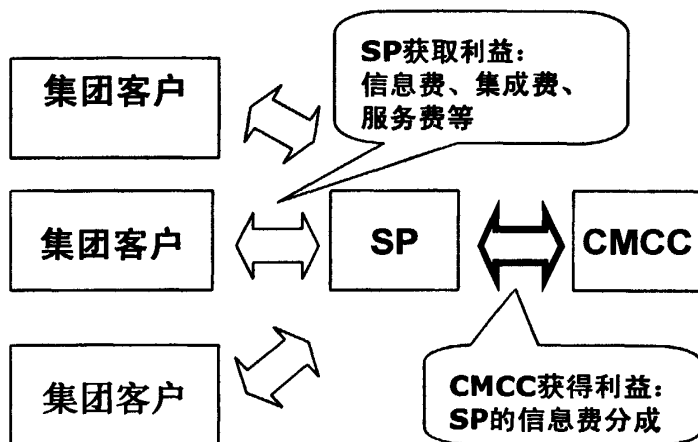 SP获取利益：
信息费、集成费、
服务费等
集团客户
集团客户
SP
CMCC
集团客户
CMCC获得利益：
SP的信息费分成